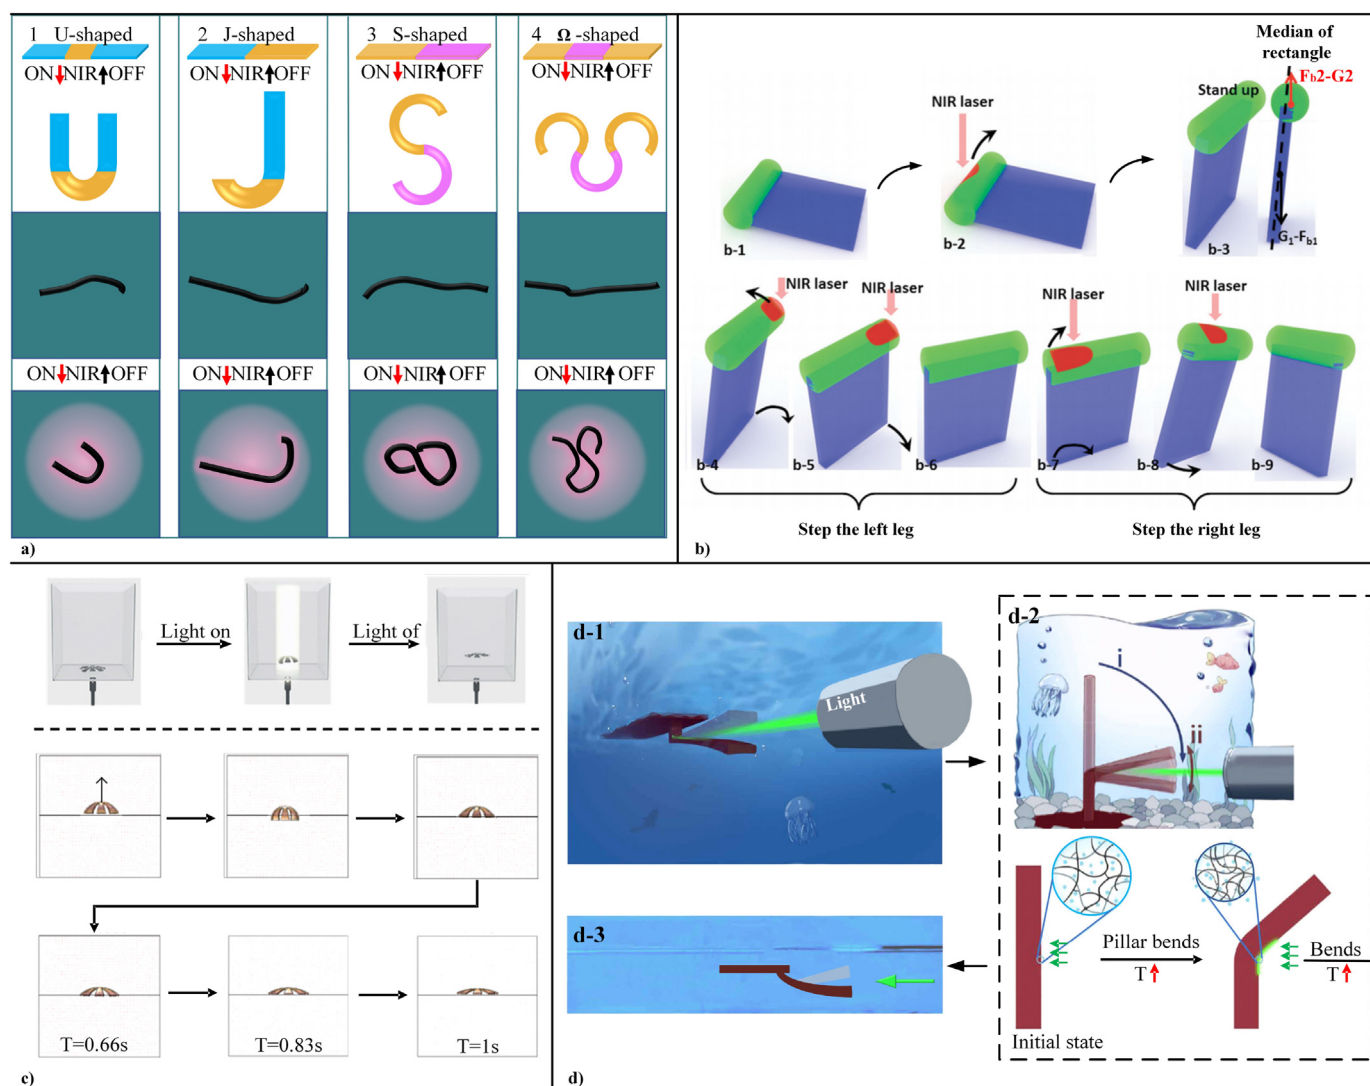 1 U-shaped
ON NIR OFF
2 J-shaped
ON NIR OFF
3 S-shaped
ON NIR OFF
4 Ω-shaped
ON NIR OFF
ON NIR OFF
ON NIR OFF
ON NIR OFF
ON NIR OFF
a)
b-1
NIR laser
b-2
Stand up
b-3
Median of
rectangle
Fb2-G2
G1-Fb1
NIR laser
b-4
NIR laser
b-5
b-6
NIR laser
b-7
NIR laser
b-8
b-9
Step the left leg
Step the right leg
b)
Light on
Light of
T=0.66s
T=0.83s
T=1s
c)
d-1
Light
d-2
i
ii
d-3
Pillar bends
T
Bends
T
Initial state
d)